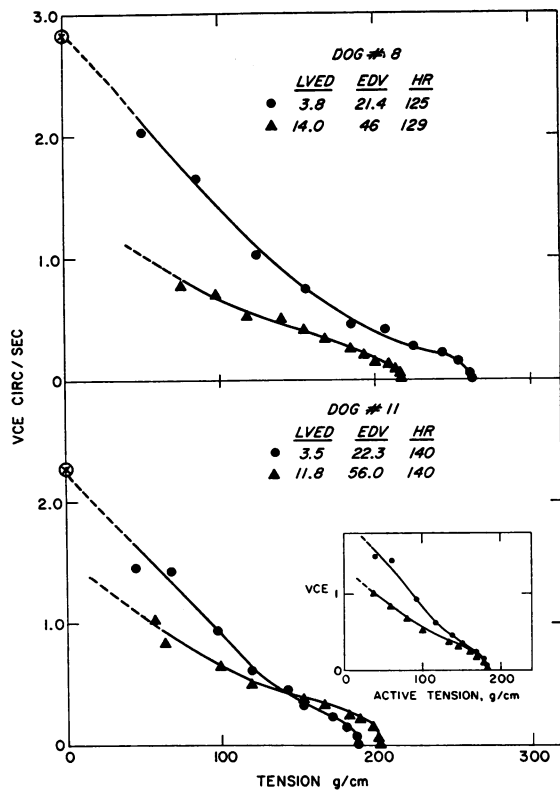 3.0
DOG # 8
LVED EDV HR
● 3.8 21.4 125
▲ 14.0 46 129
2.0
1.0
0
VCE CIRC/SEC
DOG # 11
LVED EDV HR
● 3.5 22.3 140
▲ 11.8 56.0 140
2.0
1.0
0
VCE
1
0
0 100 200
ACTIVE TENSION, g/cm
0 100 200 300
TENSION g/cm